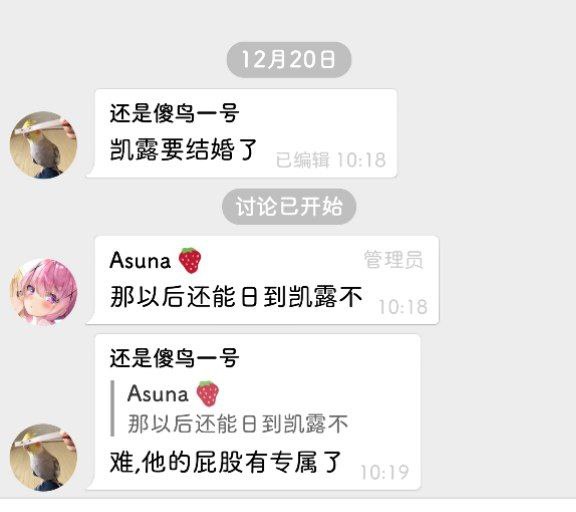 12月20日
还是傻鸟一号
凯露要结婚了 已编辑 10:18
讨论已开始
Asuna 🍓 管理员
那以后还能日到凯露不 10:18
还是傻鸟一号
Asuna 🍓
那以后还能日到凯露不
难,他的屁股有专属了 10:19